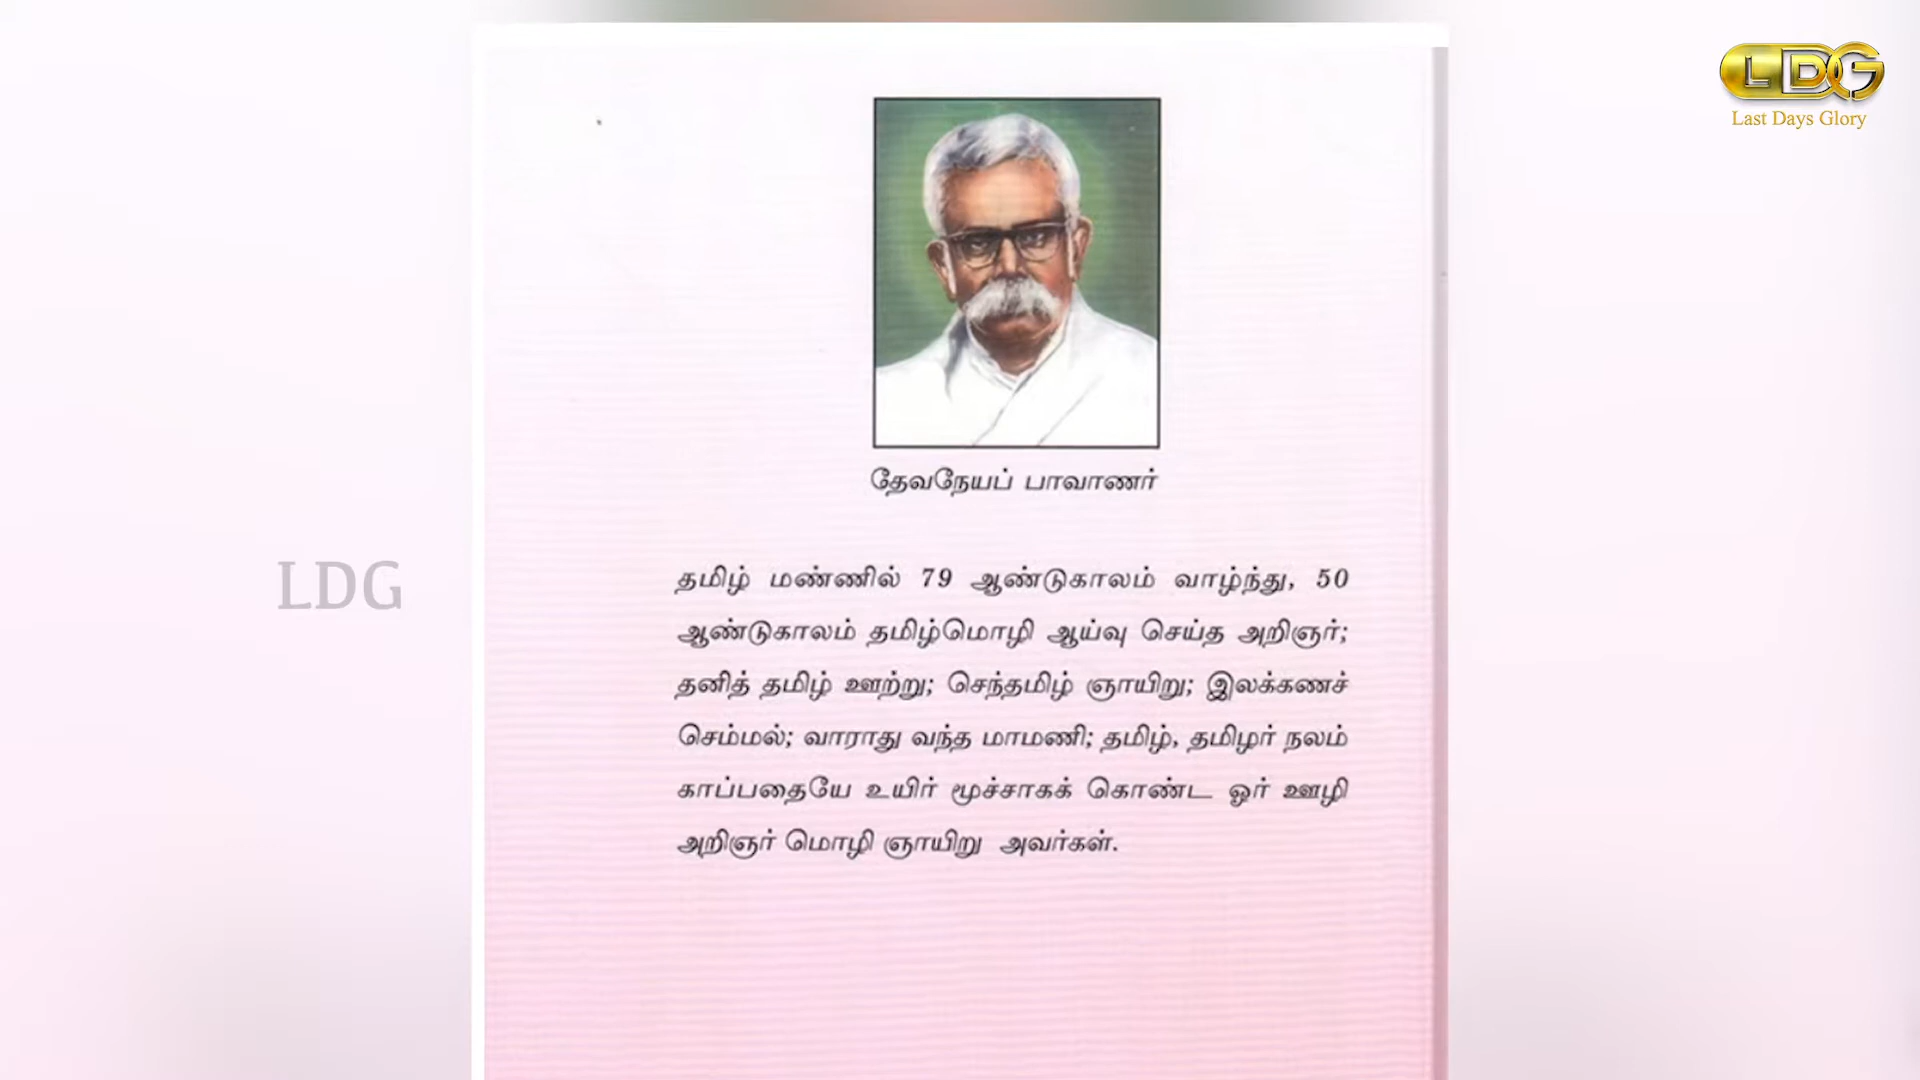 LDG
Last Days Glory
தேவநேயப் பாவாணர்
LDG
தமிழ் மண்ணில் 79 ஆண்டுகாலம் வாழ்ந்து, 50
ஆண்டுகாலம் தமிழ்மொழி ஆய்வு செய்த அறிஞர்;
தனித் தமிழ் ஊற்று; செந்தமிழ் ஞாயிறு; இலக்கணச்
செம்மல்; வாராது வந்த மாமணி; தமிழ், தமிழர் நலம்
காப்பதையே உயிர் மூச்சாகக் கொண்ட ஓர் ஊழி
அறிஞர் மொழி ஞாயிறு அவர்கள்.